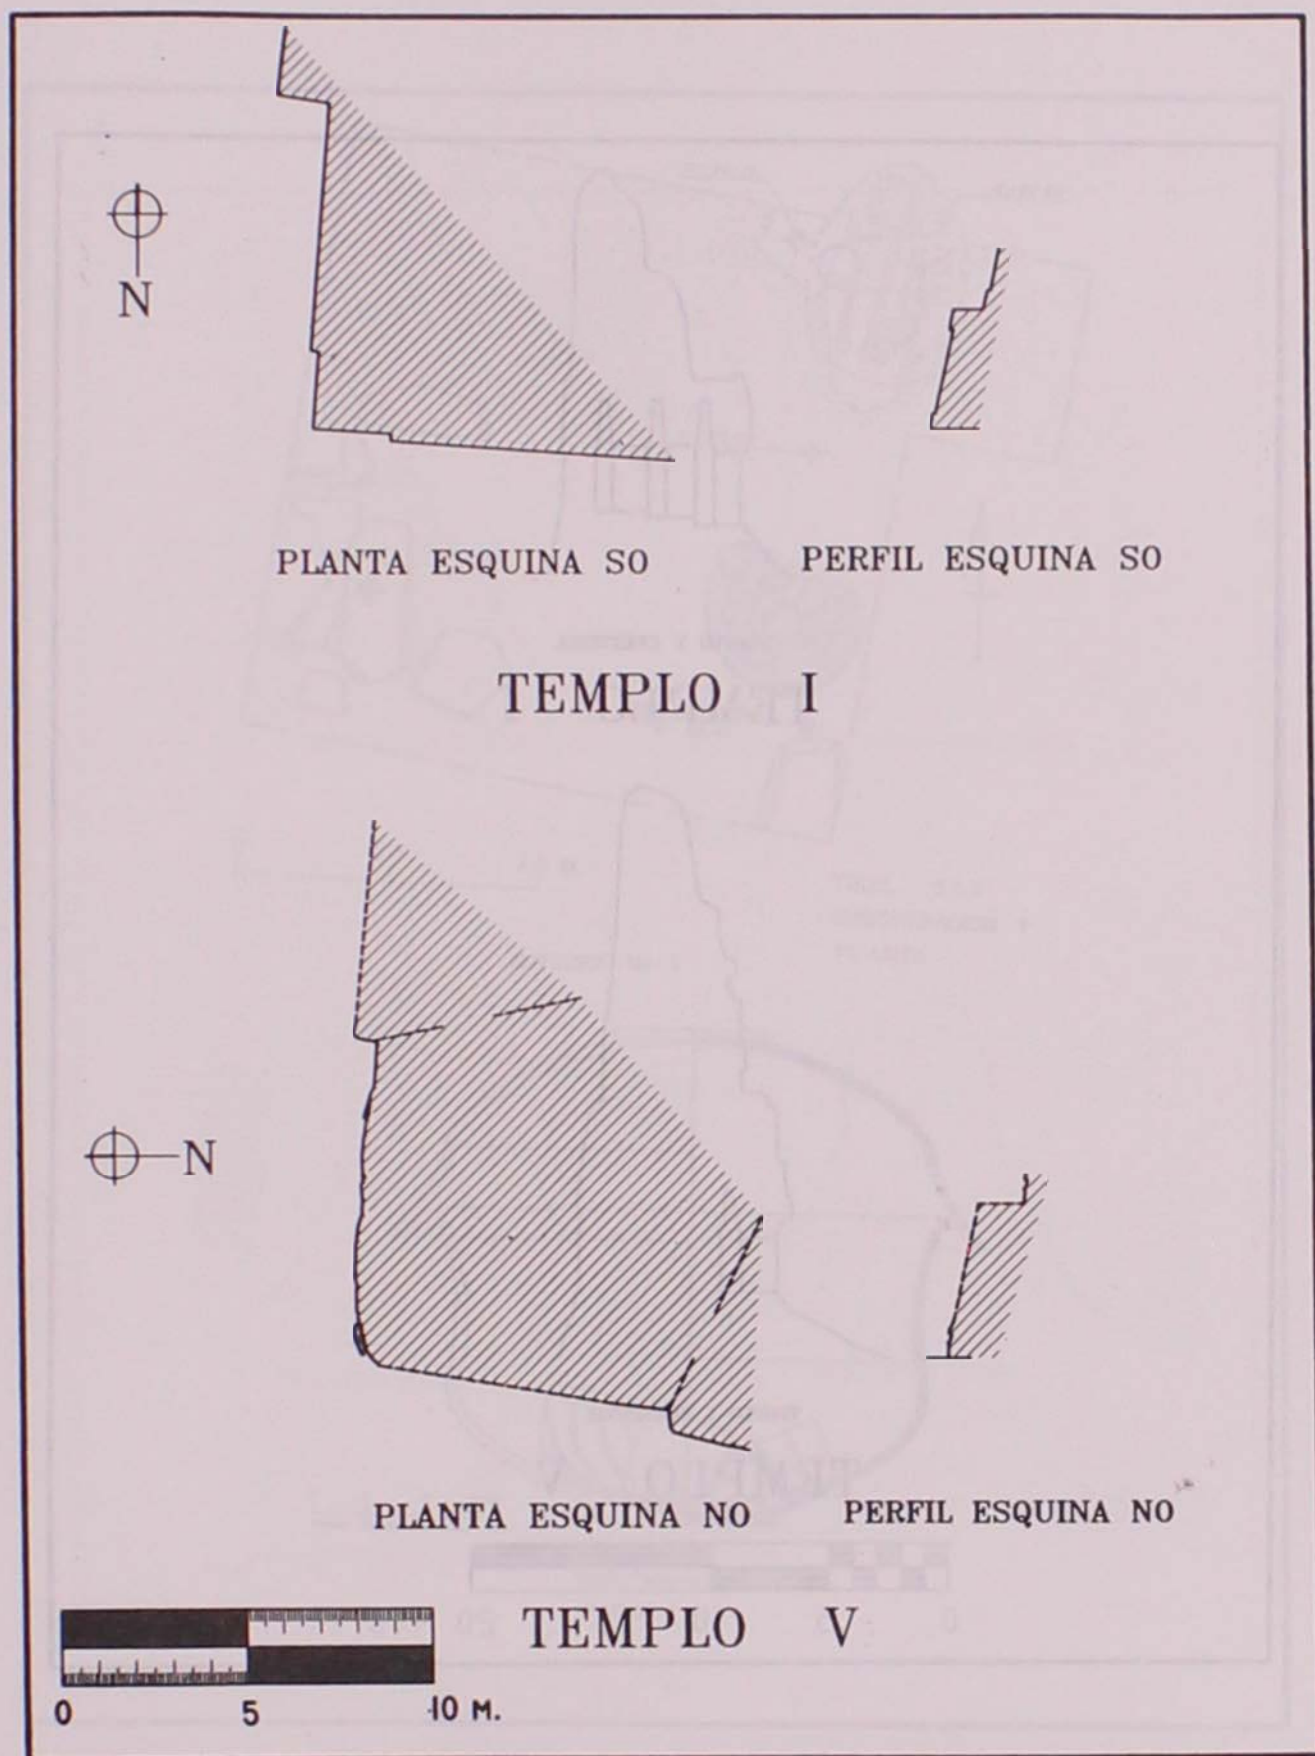 N
PLANTA ESQUINA SO
PERFIL ESQUINA SO
TEMPLO I
N
PLANTA ESQUINA NO
PERFIL ESQUINA NO
TEMPLO V
0 5 10 M.